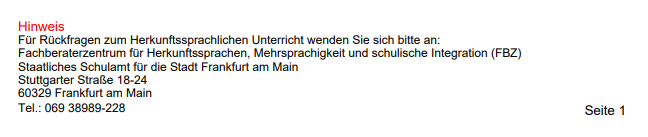 Hinweis
Für Rückfragen zum Herkunftssprachlichen Unterricht wenden Sie sich bitte an:
Fachberaterzentrum für Herkunftssprachen, Mehrsprachigkeit und schulische Integration (FBZ)
Staatliches Schulamt für die Stadt Frankfurt am Main
Stuttgarter Straße 18-24
60329 Frankfurt am Main
Tel.: 069 38989-228
Seite 1